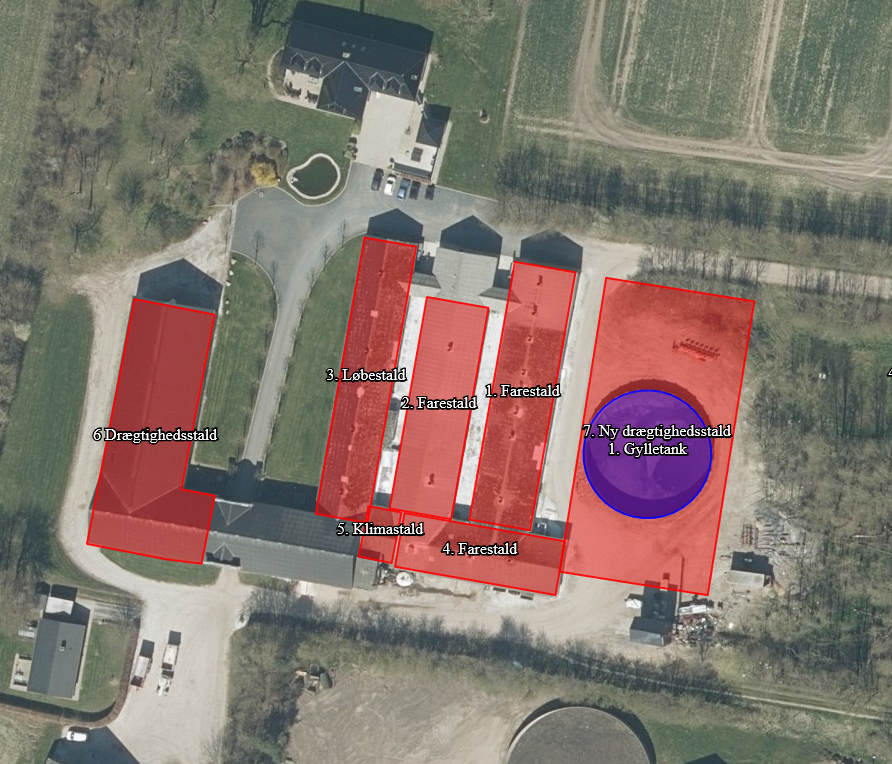 3. Løbestald
1. Farestald
2. Farestald
6 Drægtighedsstald
7. Ny drægtighedsstald
1. Gylletank
5. Klimastald
4. Farestald